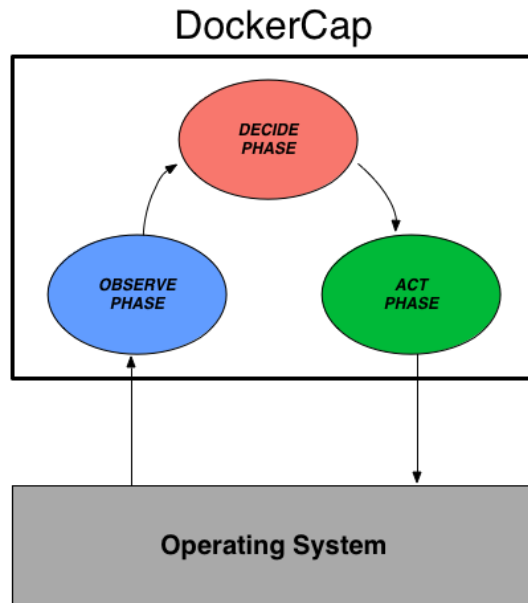 DockerCap
DECIDE
PHASE
OBSERVE
PHASE
ACT
PHASE
Operating System